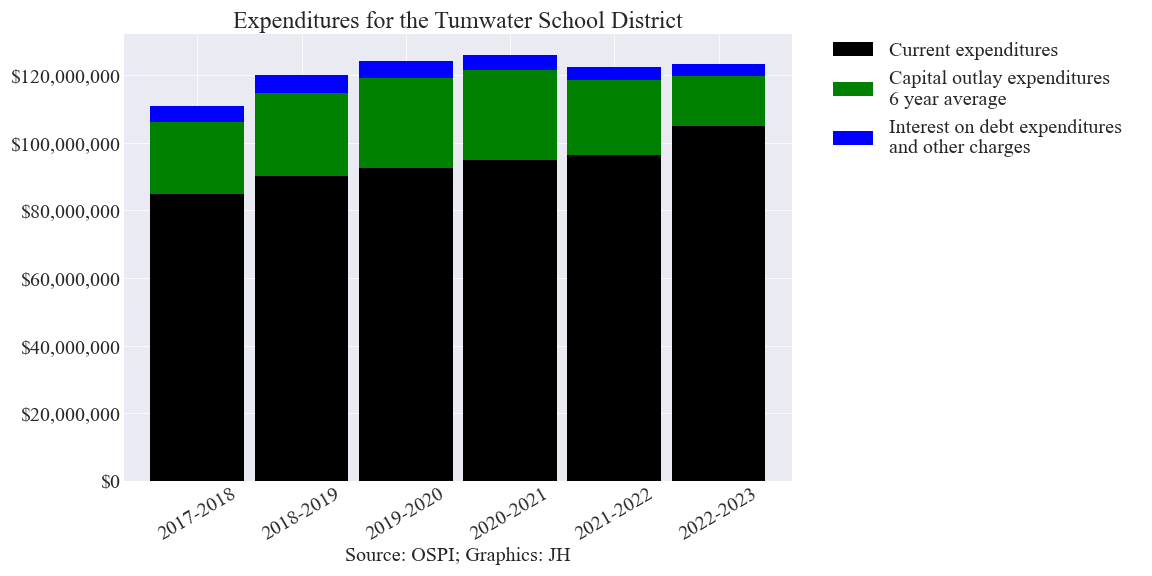 Expenditures for the Tumwater School District
$120,000,000
$100,000,000
$80,000,000
$60,000,000
$40,000,000
$20,000,000
$0
2017-2018
2018-2019
2019-2020
2020-2021
2021-2022
2022-2023
Source: OSPI; Graphics: JH
Current expenditures
Capital outlay expenditures
6 year average
Interest on debt expenditures
and other charges